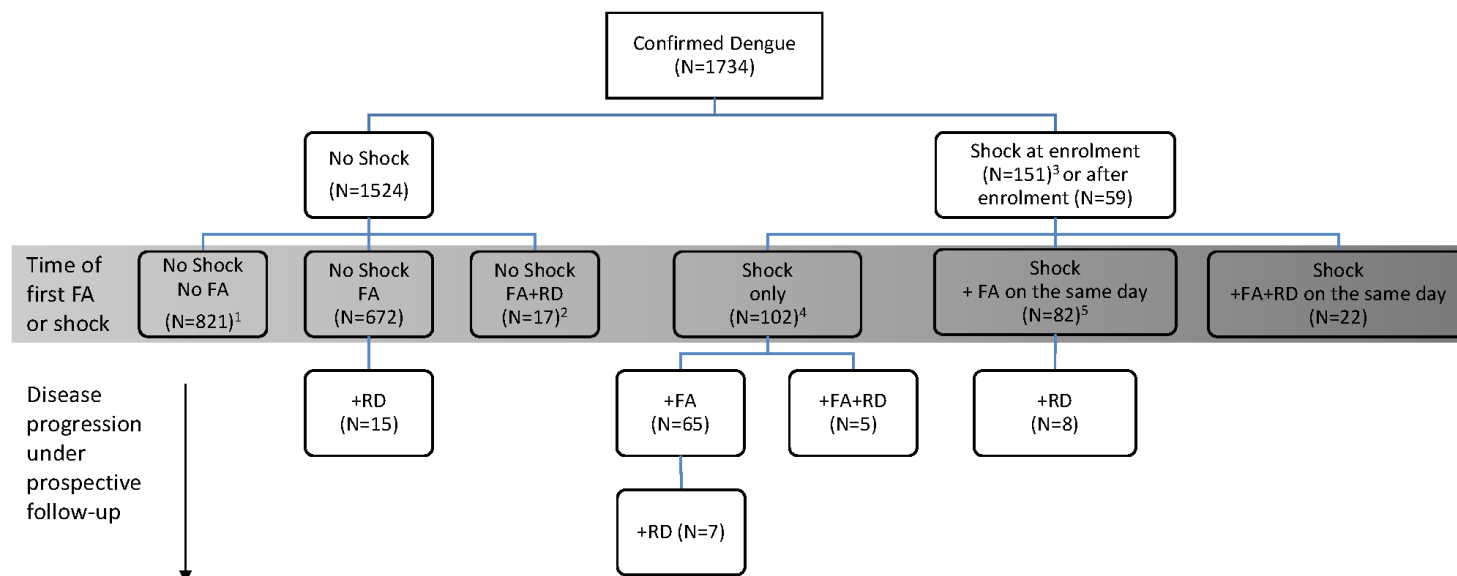 Confirmed Dengue
(N=1734)
No Shock
(N=1524)
Shock at enrolment
(N=151)³ or after
enrolment (N=59)
Time of
first FA
or shock
No Shock
No FA
(N=821)¹
No Shock
FA
(N=672)
No Shock
FA+RD
(N=17)²
Shock
only
(N=102)⁴
Shock
+ FA on the same day
(N=82)⁵
Shock
+FA+RD on the same day
(N=22)
Disease
progression
under
prospective
follow-up
+RD
(N=15)
+FA
(N=65)
+FA+RD
(N=5)
+RD
(N=8)
+RD (N=7)